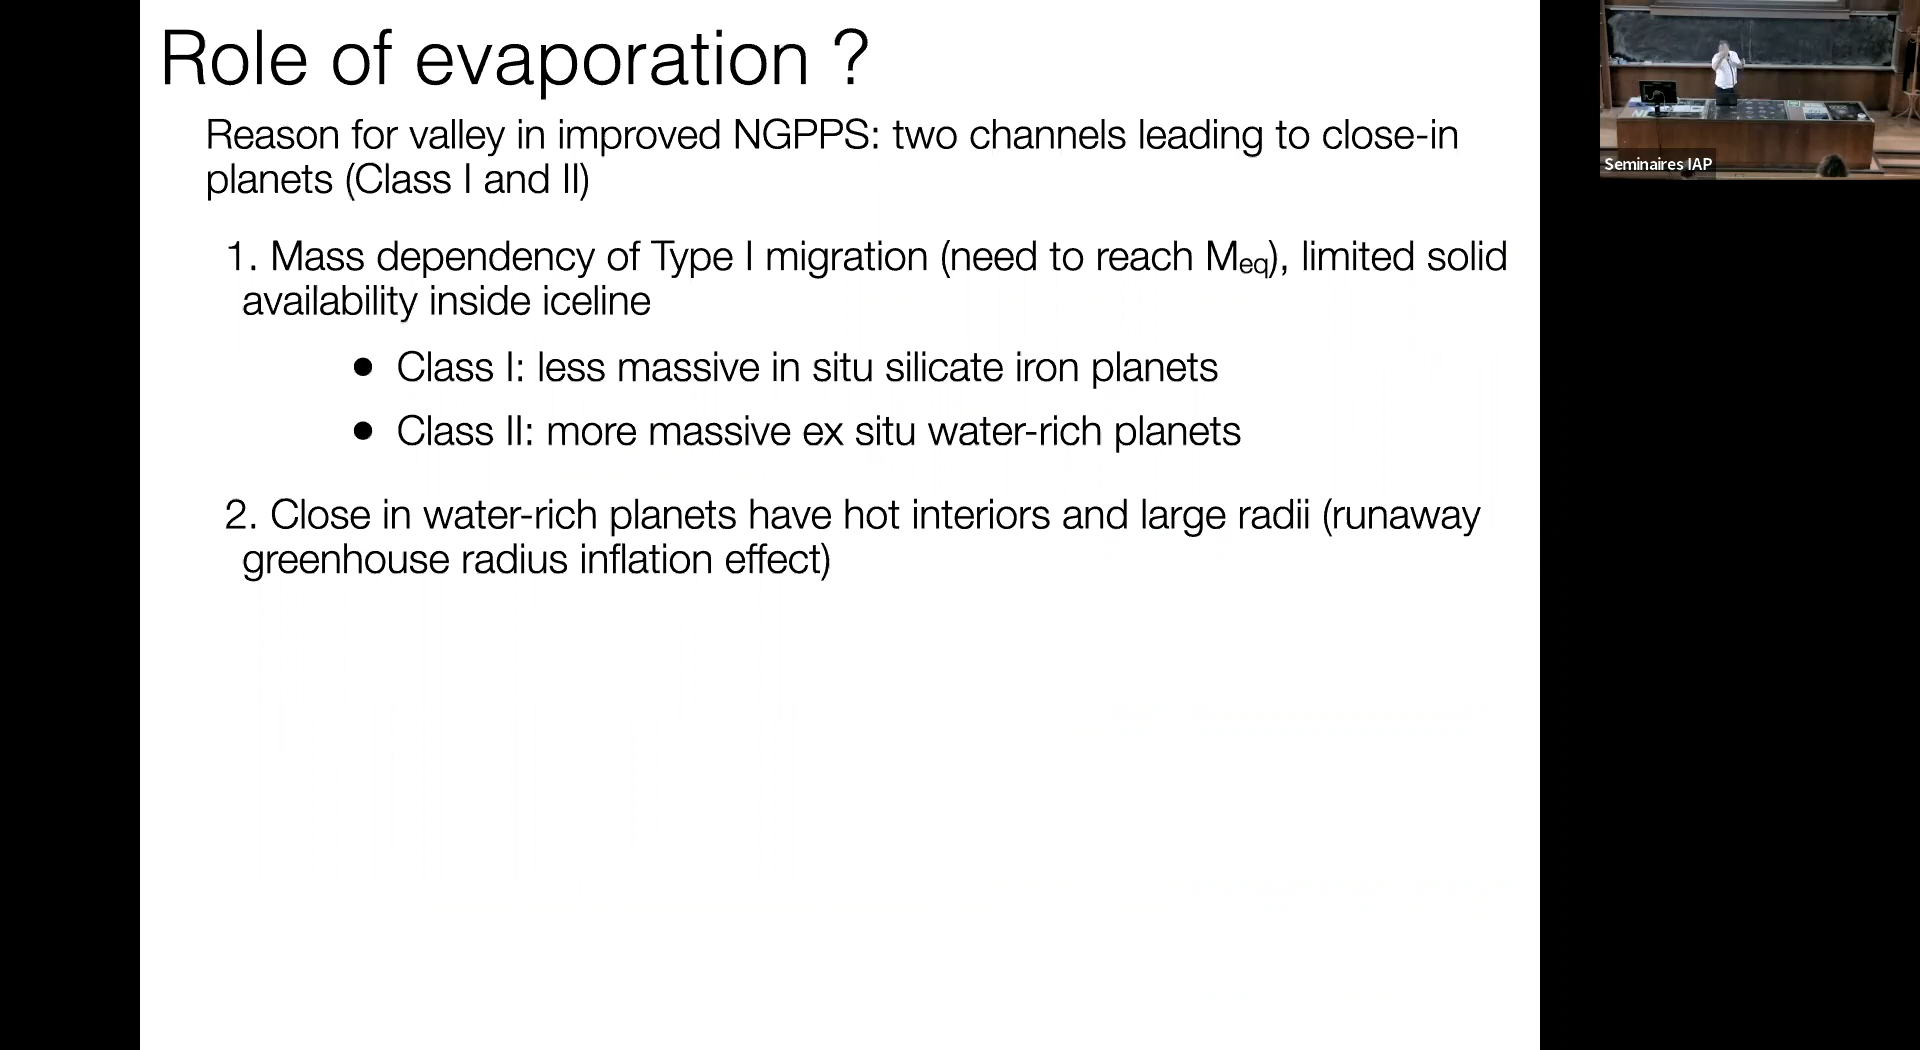 Role of evaporation ?
Reason for valley in improved NGPPS: two channels leading to close-in
planets (Class I and II)
1. Mass dependency of Type I migration (need to reach Meq), limited solid
availability inside iceline
● Class I: less massive in situ silicate iron planets
● Class II: more massive ex situ water-rich planets
2. Close in water-rich planets have hot interiors and large radii (runaway
greenhouse radius inflation effect)
Seminaires IAP